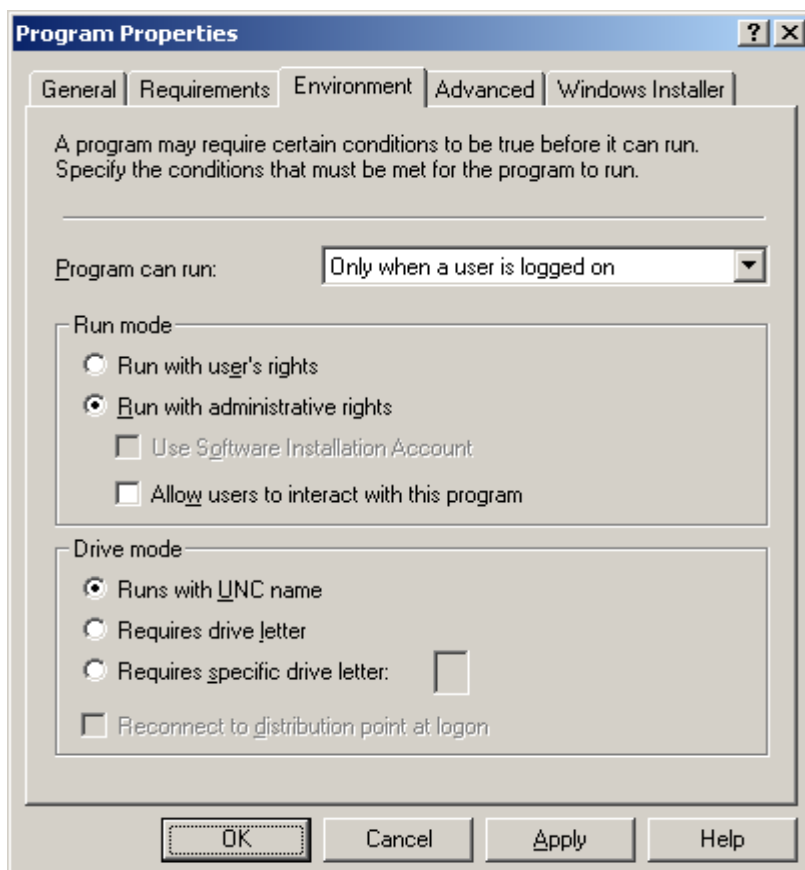 Program Properties
General Requirements Environment Advanced Windows Installer
A program may require certain conditions to be true before it can run.
Specify the conditions that must be met for the program to run.
Program can run: Only when a user is logged on
Run mode
Run with user's rights
Run with administrative rights
Use Software Installation Account
Allow users to interact with this program
Drive mode
Runs with UNC name
Requires drive letter
Requires specific drive letter:
Reconnect to distribution point at logon
OK Cancel Apply Help